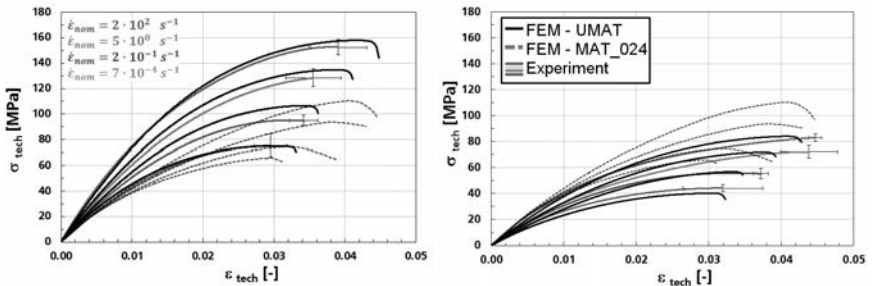 ε̇nom = 2 · 10² s⁻¹
ε̇nom = 5 · 10⁰ s⁻¹
ε̇nom = 2 · 10⁻¹ s⁻¹
ε̇nom = 7 · 10⁻⁴ s⁻¹
180
160
140
120
100
80
60
40
20
0
σ tech [MPa]
0.00 0.01 0.02 0.03 0.04 0.05
ε tech [-]
FEM - UMAT
FEM - MAT_024
Experiment
180
160
140
120
100
80
60
40
20
0
σ tech [MPa]
0.00 0.01 0.02 0.03 0.04 0.05
ε tech [-]